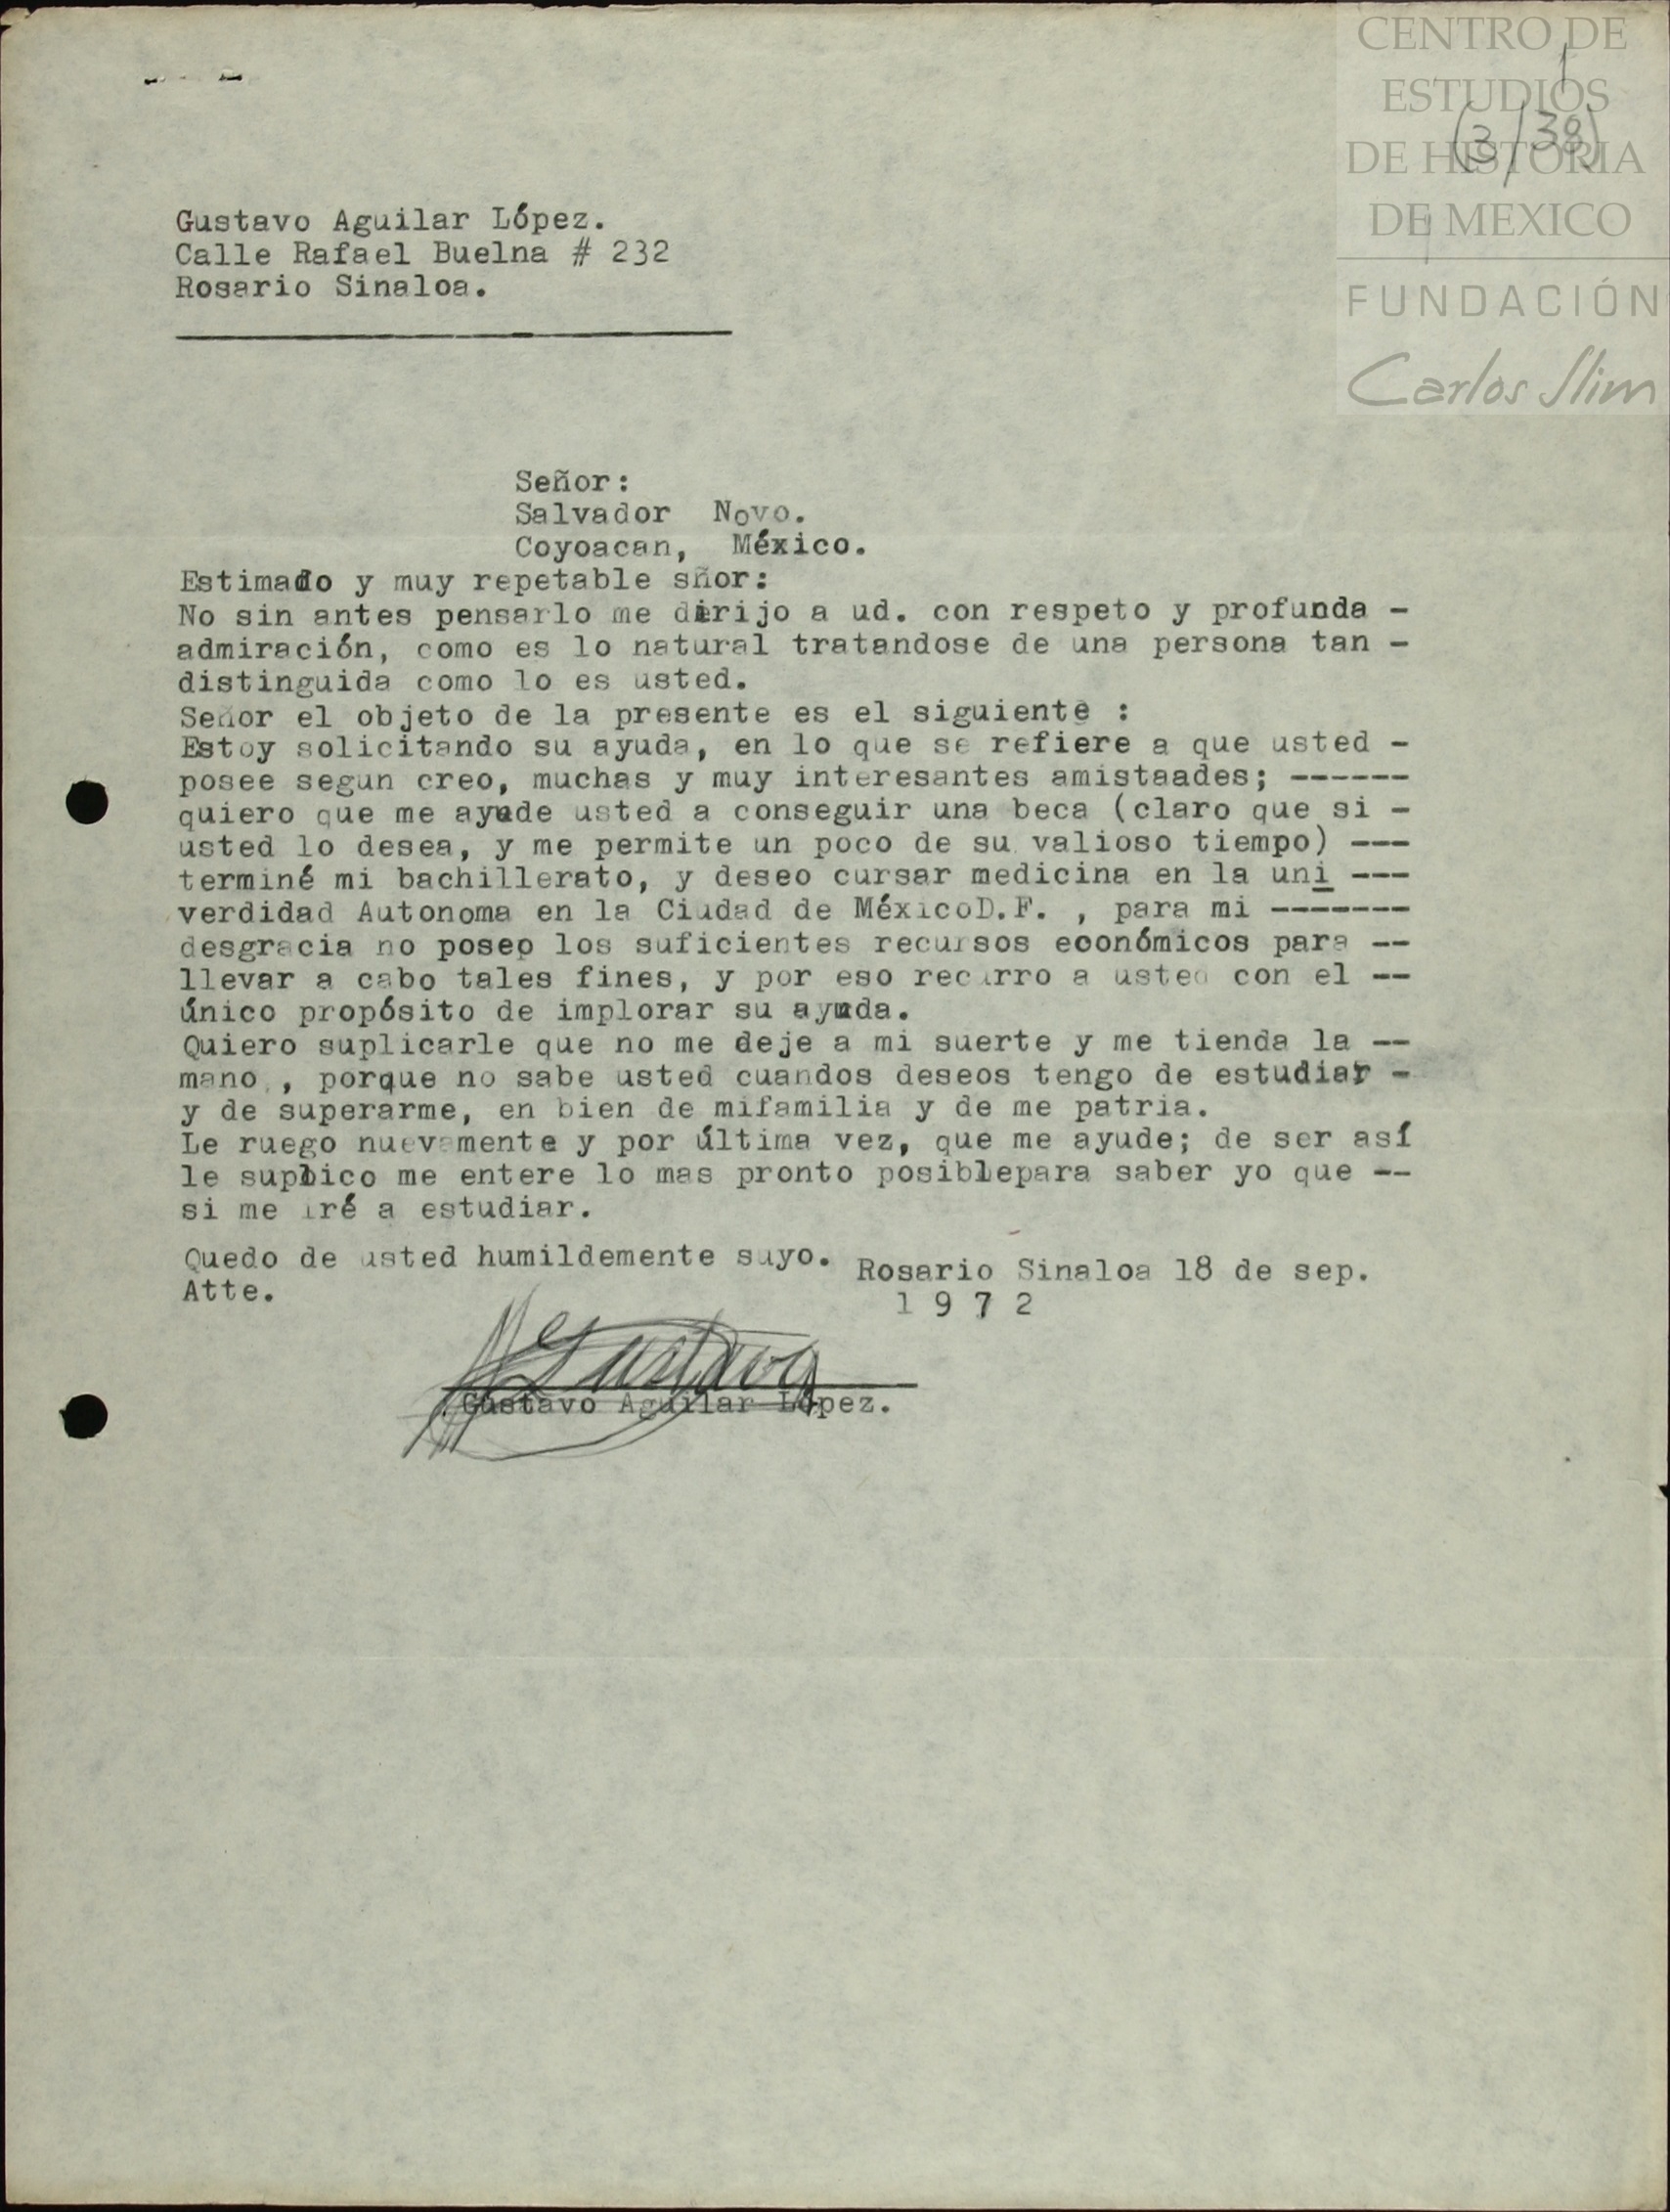 CENTRO DE
ESTUDIOS
DE HISTORIA
DE MEXICO
FUNDACIÓN
Carlos Slim
(3/38)
Gustavo Aguilar López.
Calle Rafael Buelna # 232
Rosario Sinaloa.
Señor:
Salvador Novo.
Coyoacan, México.
Estimado y muy repetable sñor:
No sin antes pensarlo me dirijo a ud. con respeto y profunda -
admiración, como es lo natural tratandose de una persona tan -
distinguida como lo es usted.
Señor el objeto de la presente es el siguiente :
Estoy solicitando su ayuda, en lo que se refiere a que usted -
posee segun creo, muchas y muy interesantes amistaades; ------
quiero que me ayude usted a conseguir una beca (claro que si -
usted lo desea, y me permite un poco de su valioso tiempo) ---
terminé mi bachillerato, y deseo cursar medicina en la uni ---
verdidad Autonoma en la Ciudad de MéxicoD.F. , para mi -------
desgracia no poseo los suficientes recursos económicos para --
llevar a cabo tales fines, y por eso recurro a usted con el --
único propósito de implorar su ayuda.
Quiero suplicarle que no me deje a mi suerte y me tienda la --
mano , porque no sabe usted cuandos deseos tengo de estudiar -
y de superarme, en bien de mifamilia y de me patria.
Le ruego nuevamente y por última vez, que me ayude; de ser así
le suplico me entere lo mas pronto posiblepara saber yo que --
si me iré a estudiar.
Quedo de usted humildemente suyo.
Atte.
Rosario Sinaloa 18 de sep.
1 9 7 2
Gustavo
Gustavo Aguilar López.